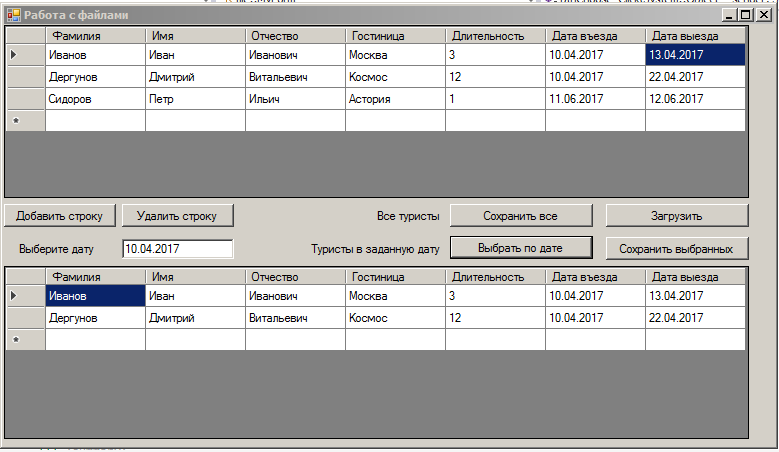 Работа с файлами
Фамилия Имя Отчество Гостиница Длительность Дата въезда Дата выезда
Иванов Иван Иванович Москва 3 10.04.2017 13.04.2017
Дергунов Дмитрий Витальевич Космос 12 10.04.2017 22.04.2017
Сидоров Петр Ильич Астория 1 11.06.2017 12.06.2017
Добавить строку Удалить строку Все туристы Сохранить все Загрузить
Выберите дату 10.04.2017 Туристы в заданную дату Выбрать по дате Сохранить выбранных
Фамилия Имя Отчество Гостиница Длительность Дата въезда Дата выезда
Иванов Иван Иванович Москва 3 10.04.2017 13.04.2017
Дергунов Дмитрий Витальевич Космос 12 10.04.2017 22.04.2017